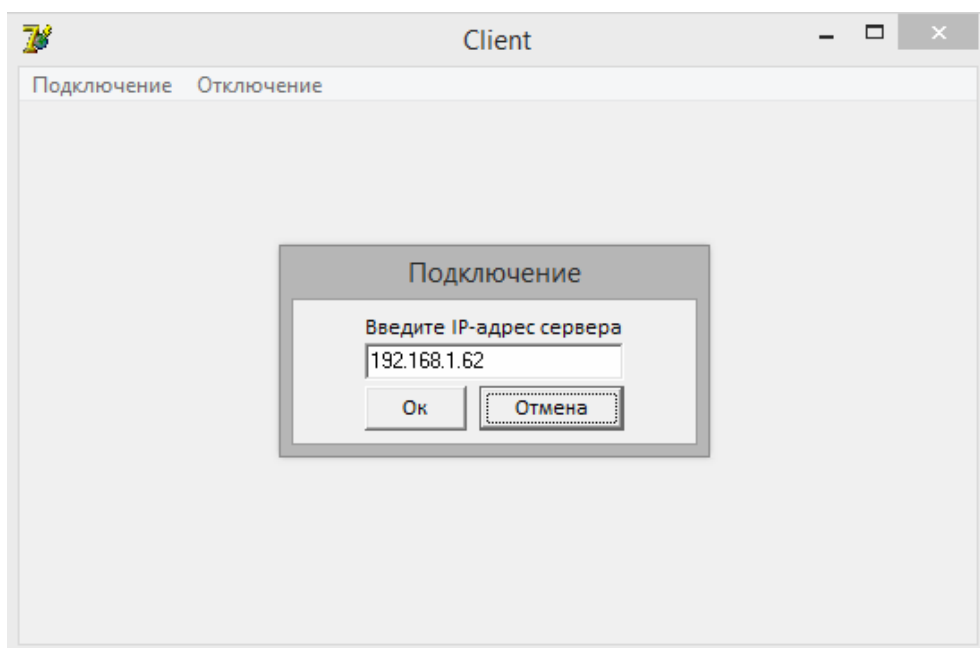 Client
Подключение Отключение
Подключение
Введите IP-адрес сервера
192.168.1.62
Ок Отмена